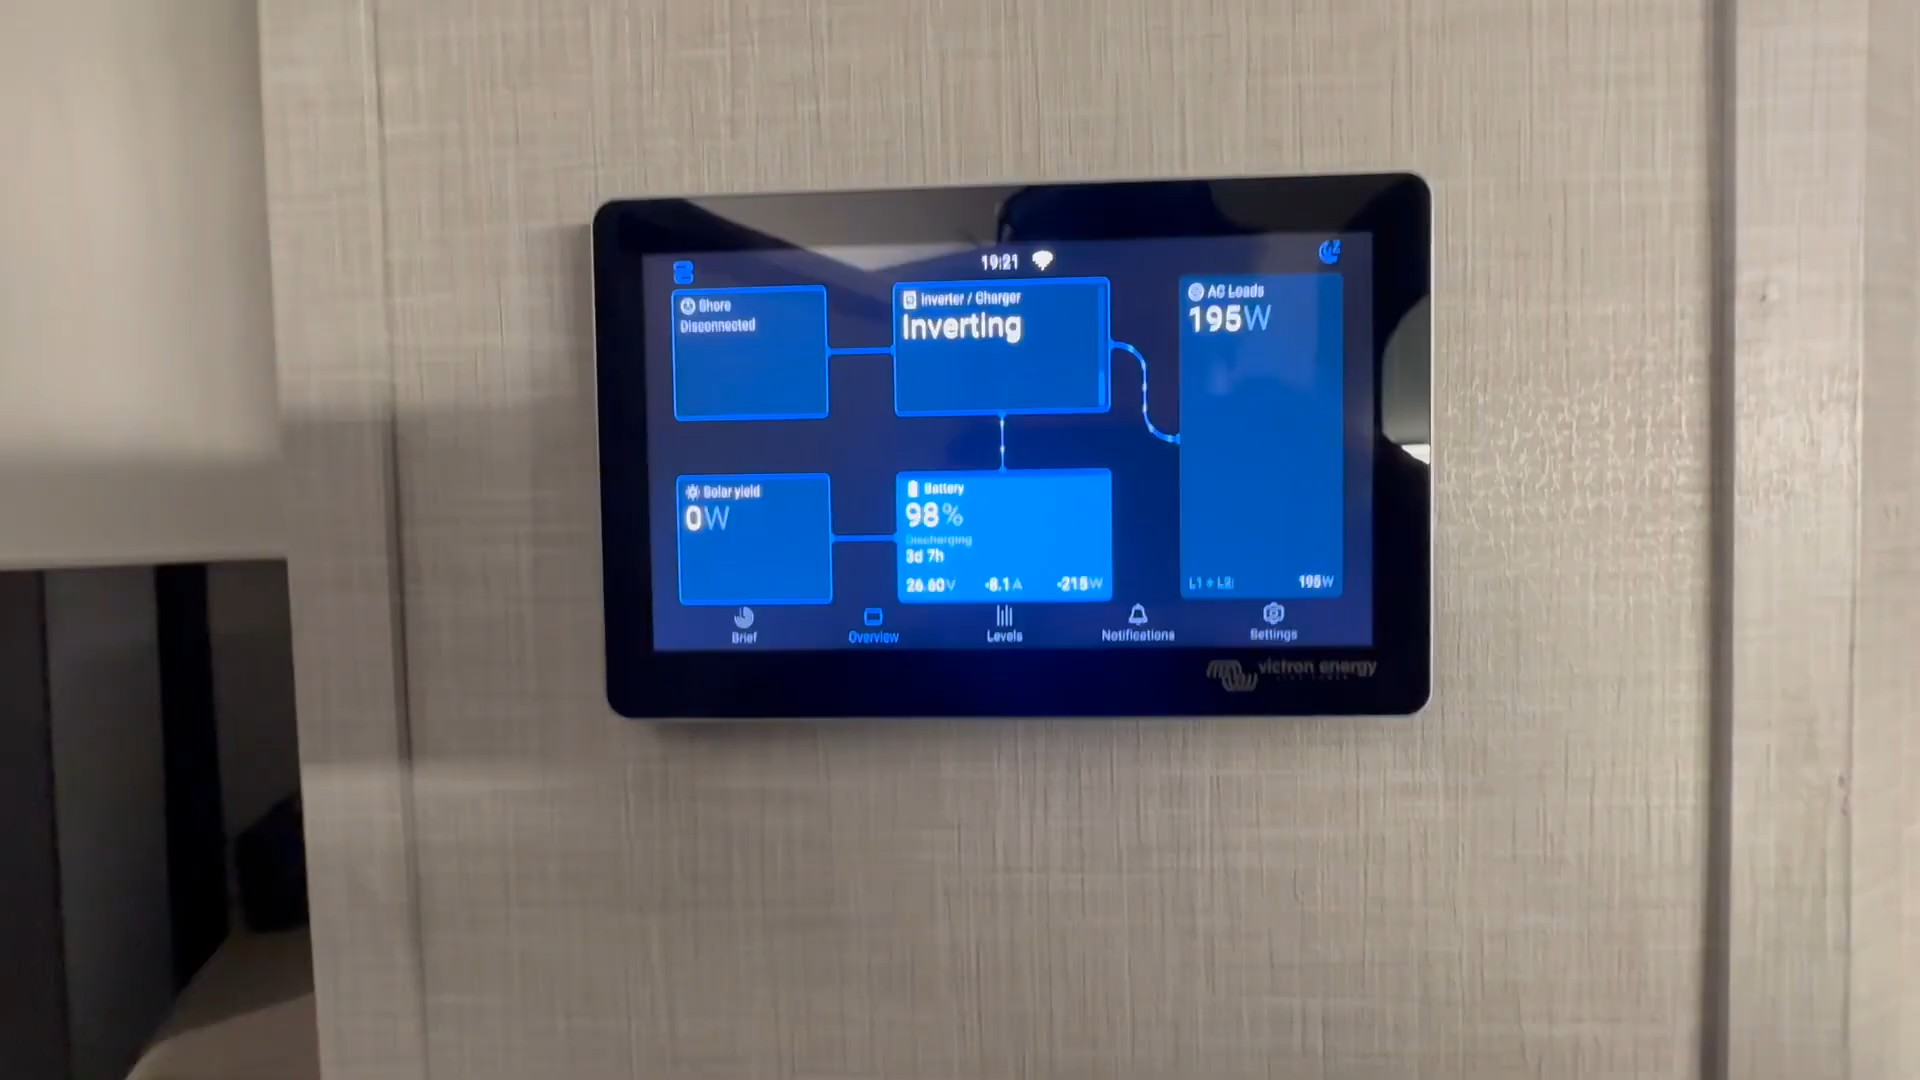 19:21
Shore
Disconnected
Inverter / Charger
Inverting
AC Loads
195W
Solar yield
0W
Battery
98%
Discharging
3d 7h
26.60V -8.1A -215W
L1 + L2 195W
Brief
Overview
Levels
Notifications
Settings
victron energy